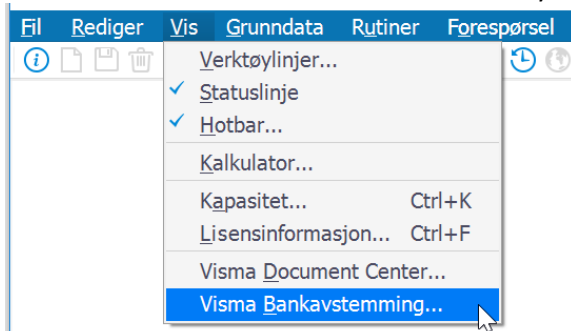 Fil Rediger Vis Grunndata Rutiner Forespørsel
Verktøylinjer...
Statuslinje
Hotbar...
Kalkulator...
Kapasitet... Ctrl+K
Lisensinformasjon... Ctrl+F
Visma Document Center...
Visma Bankavstemming...